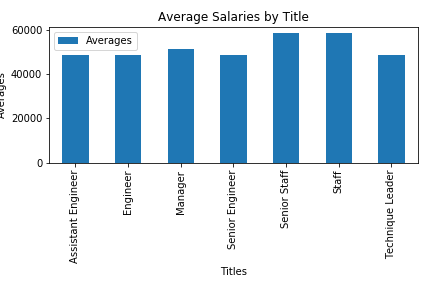 Average Salaries by Title
Averages
60000
40000
20000
0
Averages
Assistant Engineer
Engineer
Manager
Senior Engineer
Senior Staff
Staff
Technique Leader
Titles